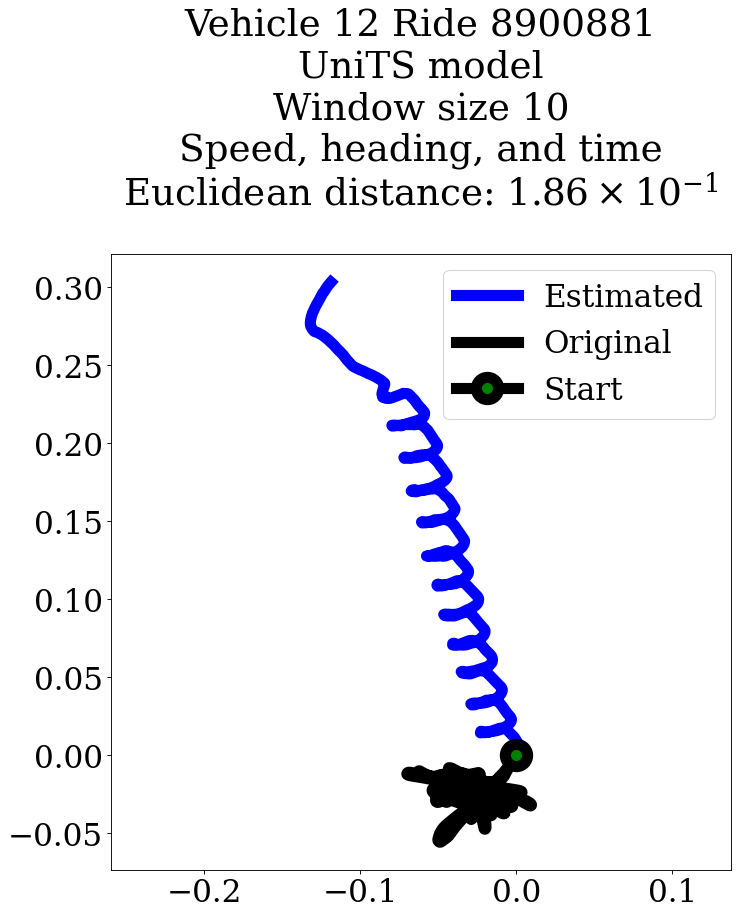 Vehicle 12 Ride 8900881
UniTS model
Window size 10
Speed, heading, and time
Euclidean distance: 1.86 × 10⁻¹
Estimated
Original
Start
0.30
0.25
0.20
0.15
0.10
0.05
0.00
−0.05
−0.2
−0.1
0.0
0.1